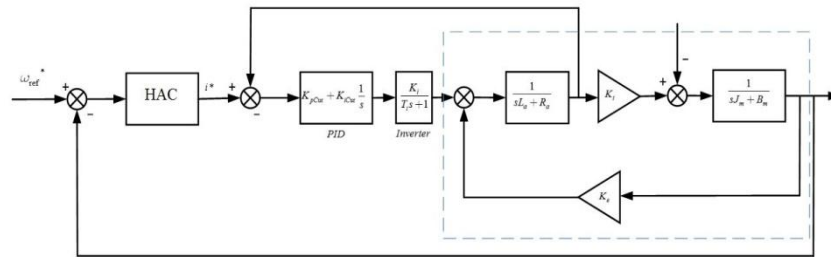 ω_ref*
+
−
HAC
i*
+
−
K_pCur + K_iCur 1/s
PID
K_i/(T_i s+1)
Inverter
1/(sL_a + R_a)
K_t
−
+
1/(sJ_m + B_m)
K_e